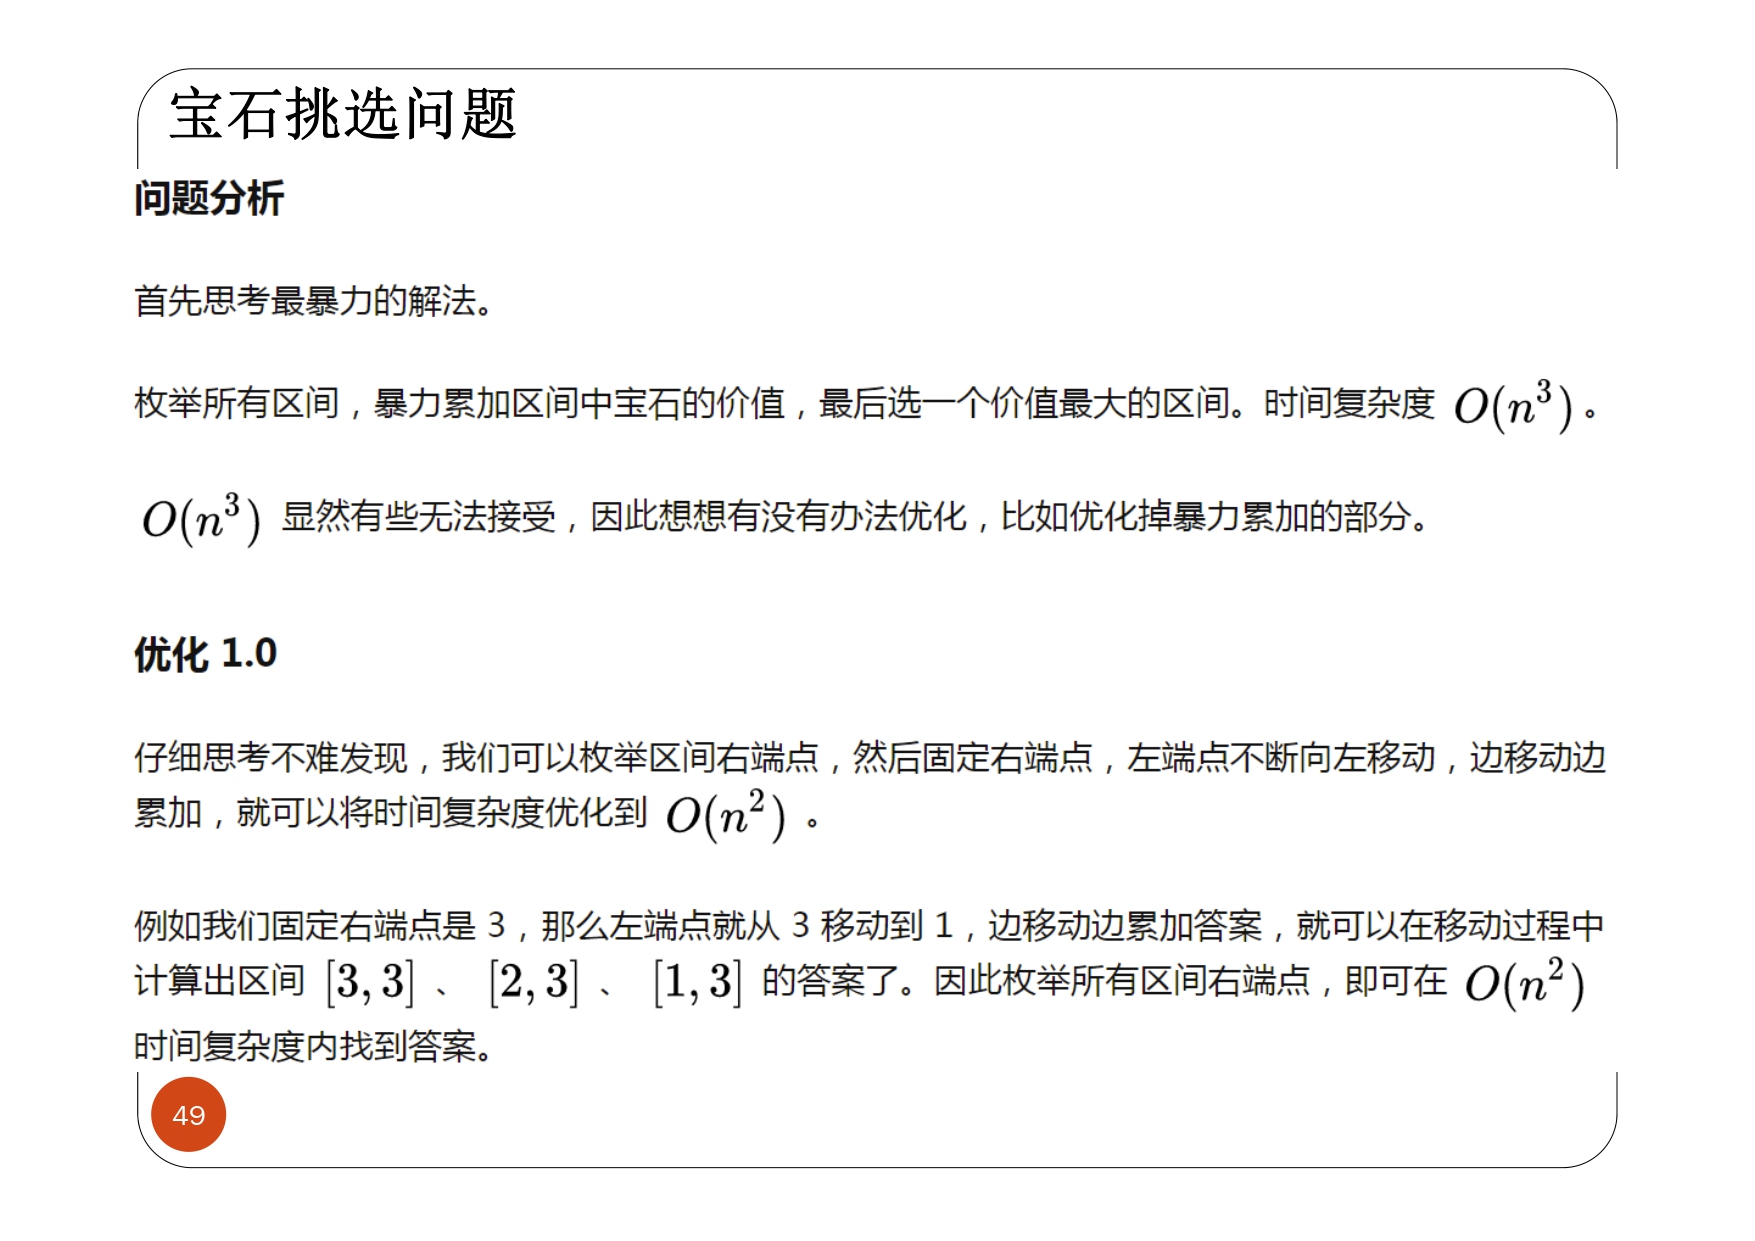 宝石挑选问题
问题分析
首先思考最暴力的解法。
枚举所有区间，暴力累加区间中宝石的价值，最后选一个价值最大的区间。时间复杂度 O(n³)。
O(n³) 显然有些无法接受，因此想想有没有办法优化，比如优化掉暴力累加的部分。
优化 1.0
仔细思考不难发现，我们可以枚举区间右端点，然后固定右端点，左端点不断向左移动，边移动边
累加，就可以将时间复杂度优化到 O(n²) 。
例如我们固定右端点是 3，那么左端点就从 3 移动到 1，边移动边累加答案，就可以在移动过程中
计算出区间 [3, 3] 、 [2, 3] 、 [1, 3] 的答案了。因此枚举所有区间右端点，即可在 O(n²)
时间复杂度内找到答案。
49